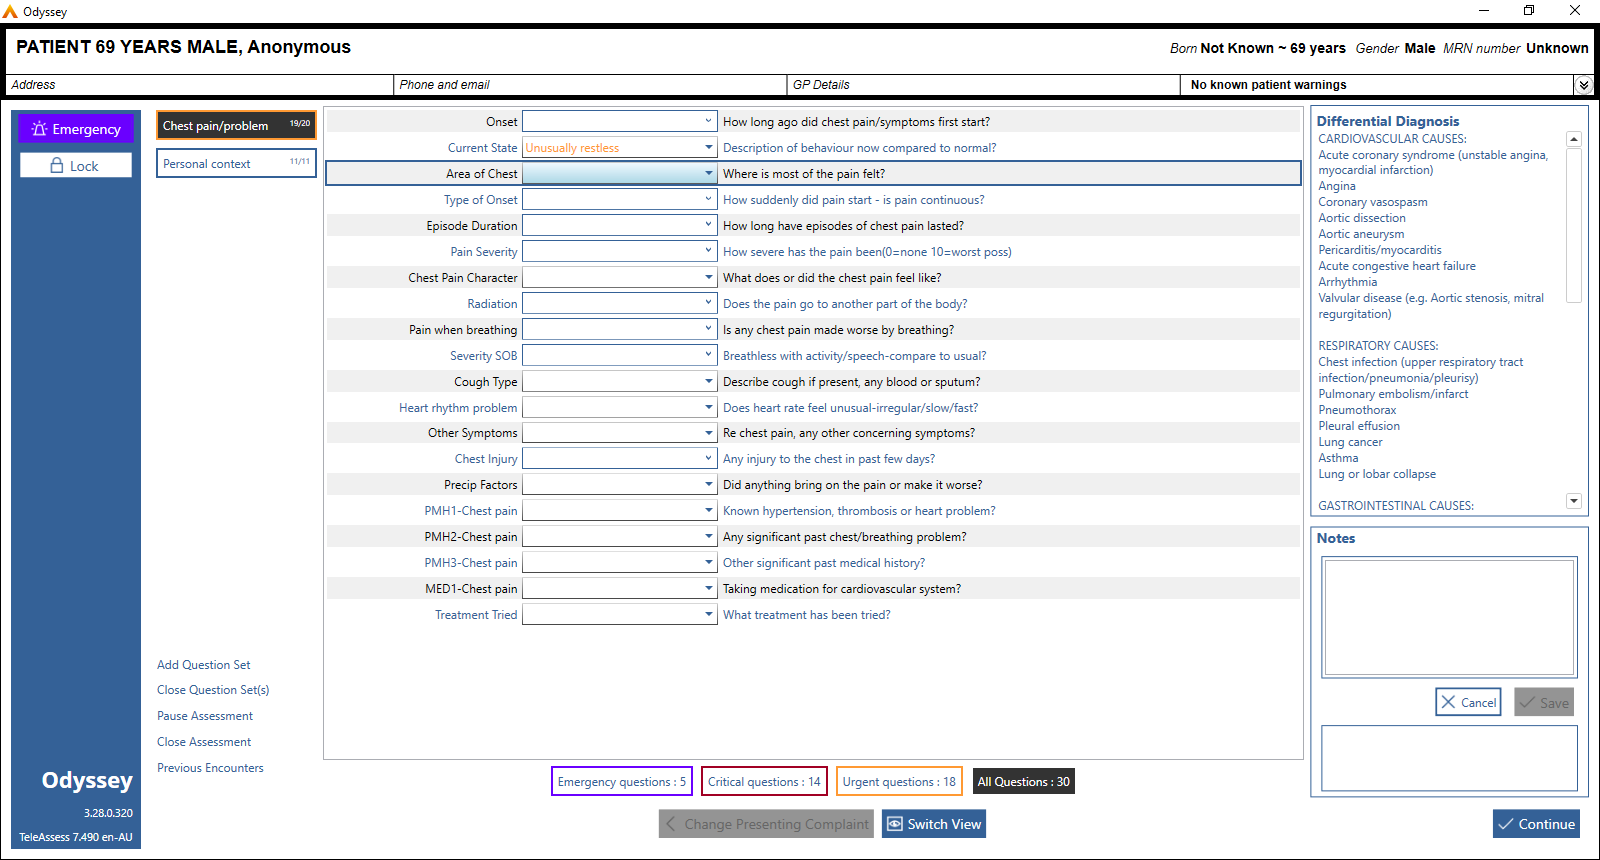 Odyssey
PATIENT 69 YEARS MALE, Anonymous
Born Not Known ~ 69 years Gender Male MRN number Unknown
Address
Phone and email
GP Details
No known patient warnings
Emergency
Lock
Chest pain/problem 19/20
Personal context 11/11
Onset How long ago did chest pain/symptoms first start?
Current State Unusually restless Description of behaviour now compared to normal?
Area of Chest Where is most of the pain felt?
Type of Onset How suddenly did pain start - is pain continuous?
Episode Duration How long have episodes of chest pain lasted?
Pain Severity How severe has the pain been(0=none 10=worst poss)
Chest Pain Character What does or did the chest pain feel like?
Radiation Does the pain go to another part of the body?
Pain when breathing Is any chest pain made worse by breathing?
Severity SOB Breathless with activity/speech-compare to usual?
Cough Type Describe cough if present, any blood or sputum?
Heart rhythm problem Does heart rate feel unusual-irregular/slow/fast?
Other Symptoms Re chest pain, any other concerning symptoms?
Chest Injury Any injury to the chest in past few days?
Precip Factors Did anything bring on the pain or make it worse?
PMH1-Chest pain Known hypertension, thrombosis or heart problem?
PMH2-Chest pain Any significant past chest/breathing problem?
PMH3-Chest pain Other significant past medical history?
MED1-Chest pain Taking medication for cardiovascular system?
Treatment Tried What treatment has been tried?
Differential Diagnosis
CARDIOVASCULAR CAUSES:
Acute coronary syndrome (unstable angina,
myocardial infarction)
Angina
Coronary vasospasm
Aortic dissection
Aortic aneurysm
Pericarditis/myocarditis
Acute congestive heart failure
Arrhythmia
Valvular disease (e.g. Aortic stenosis, mitral
regurgitation)
RESPIRATORY CAUSES:
Chest infection (upper respiratory tract
infection/pneumonia/pleurisy)
Pulmonary embolism/infarct
Pneumothorax
Pleural effusion
Lung cancer
Asthma
Lung or lobar collapse
GASTROINTESTINAL CAUSES:
Notes
Cancel
Save
Add Question Set
Close Question Set(s)
Pause Assessment
Close Assessment
Previous Encounters
Odyssey
3.28.0.320
TeleAssess 7.490 en-AU
Emergency questions : 5
Critical questions : 14
Urgent questions : 18
All Questions : 30
Change Presenting Complaint
Switch View
Continue